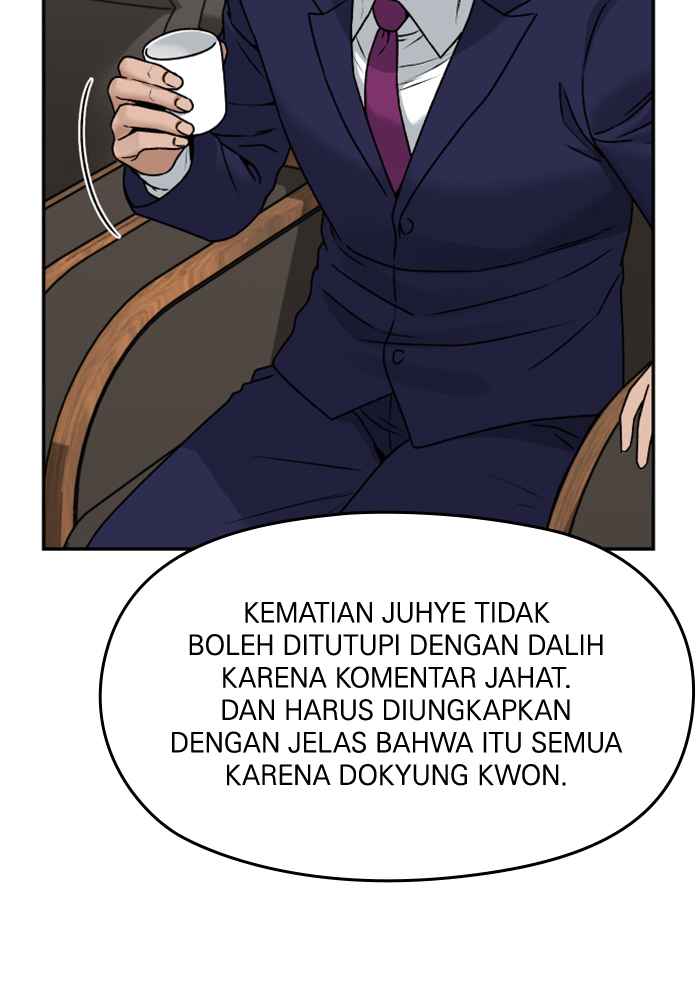 KEMATIAN JUHYE TIDAK
BOLEH DITUTUPI DENGAN DALIH
KARENA KOMENTAR JAHAT.
DAN HARUS DIUNGKAPKAN
DENGAN JELAS BAHWA ITU SEMUA
KARENA DOKYUNG KWON.